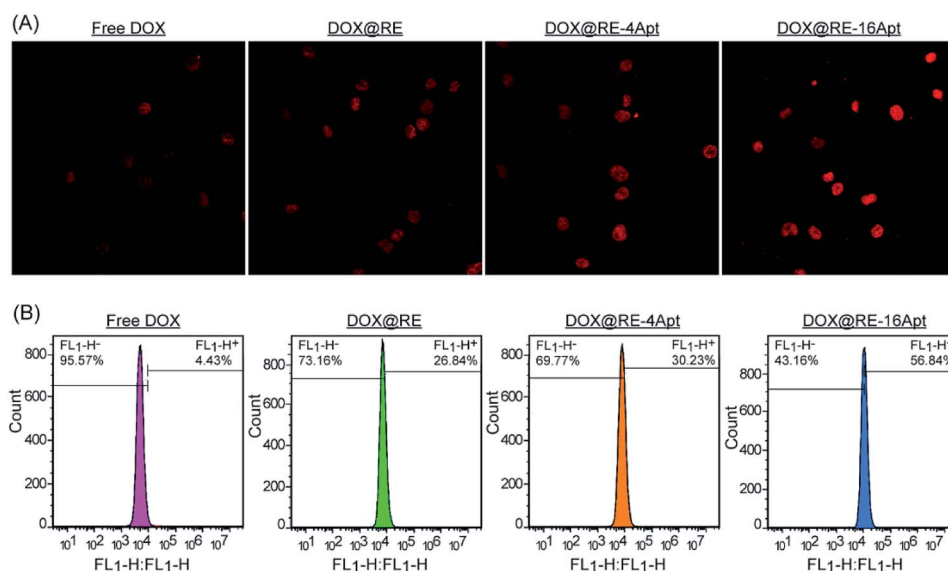 (A)
Free DOX DOX@RE DOX@RE-4Apt DOX@RE-16Apt
(B)
Free DOX DOX@RE DOX@RE-4Apt DOX@RE-16Apt
FL1-H- FL1-H+ FL1-H- FL1-H+ FL1-H- FL1-H+ FL1-H- FL1-H+
95.57% 4.43% 73.16% 26.84% 69.77% 30.23% 43.16% 56.84%
800 800 800 800
600 600 600 600
Count Count Count Count
400 400 400 400
200 200 200 200
0 0 0 0
10¹ 10² 10³ 10⁴ 10⁵ 10⁶ 10⁷ 10¹ 10² 10³ 10⁴ 10⁵ 10⁶ 10⁷ 10¹ 10² 10³ 10⁴ 10⁵ 10⁶ 10⁷ 10¹ 10² 10³ 10⁴ 10⁵ 10⁶ 10⁷
FL1-H:FL1-H FL1-H:FL1-H FL1-H:FL1-H FL1-H:FL1-H